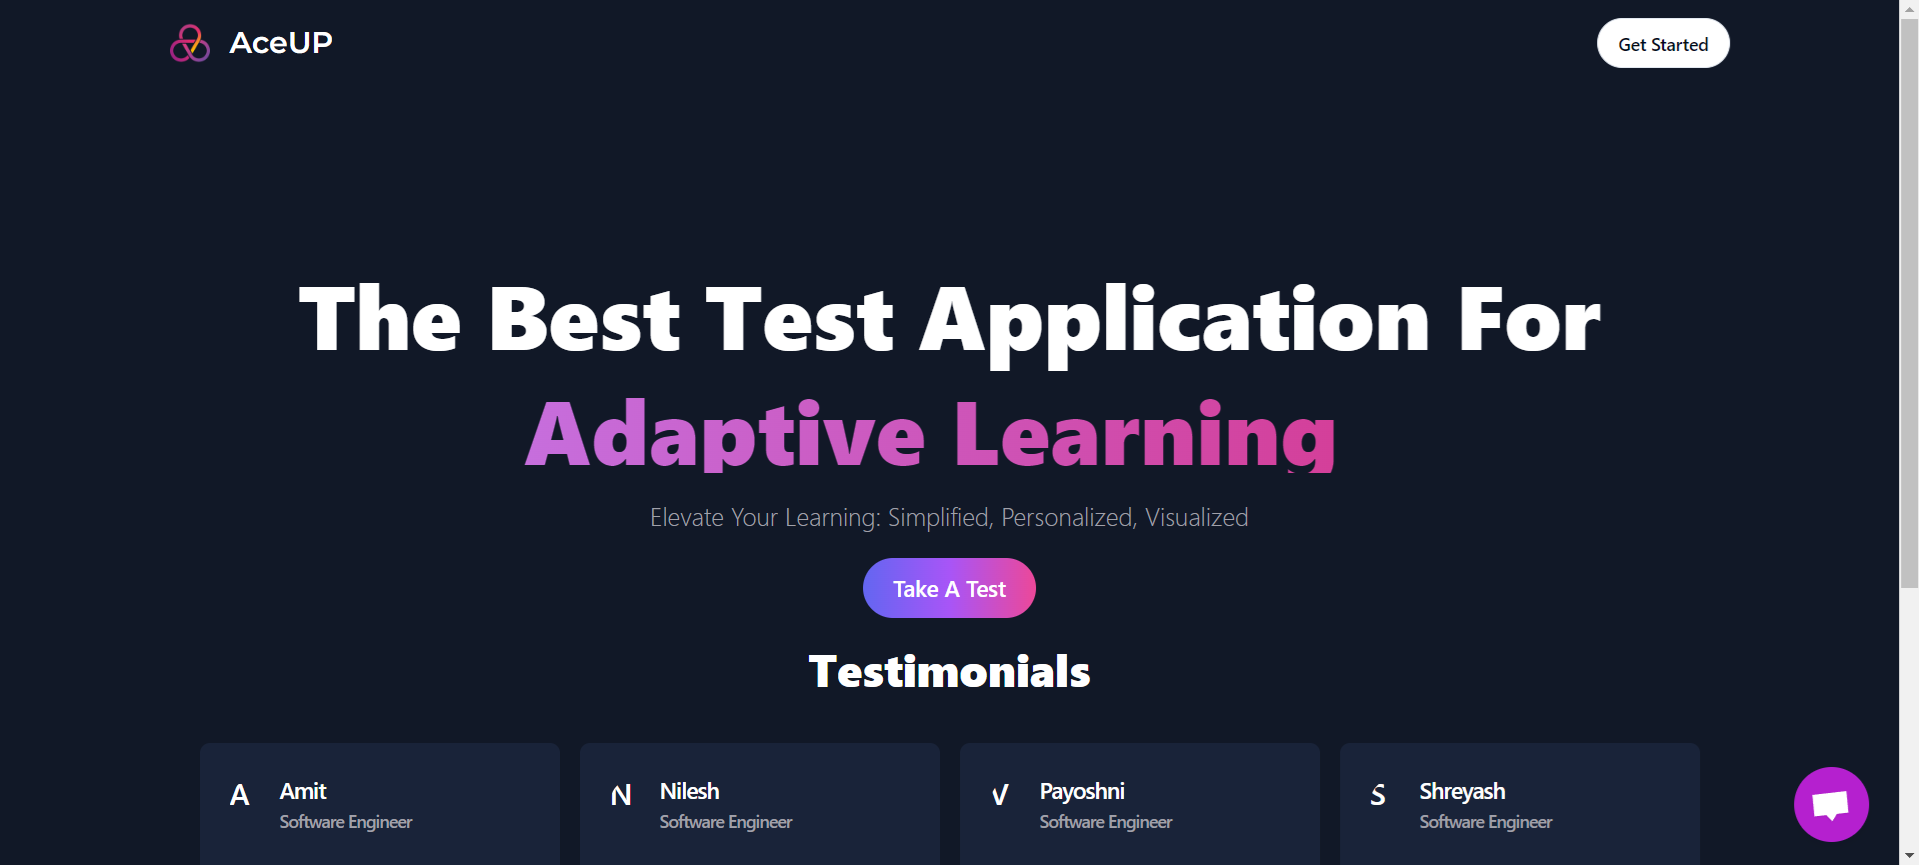 AceUP
Get Started
The Best Test Application For
Adaptive Learning
Elevate Your Learning: Simplified, Personalized, Visualized
Take A Test
Testimonials
A
Amit
Software Engineer
N
Nilesh
Software Engineer
V
Payoshni
Software Engineer
S
Shreyash
Software Engineer